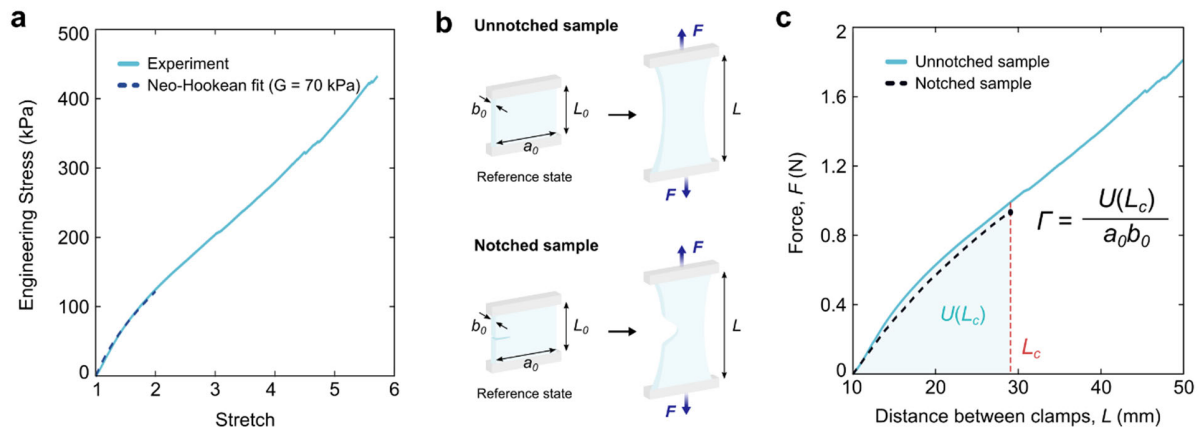 a
Engineering Stress (kPa)
500
400
300
200
100
0
Experiment
Neo-Hookean fit (G = 70 kPa)
1 2 3 4 5 6
Stretch
b
Unnotched sample
F
b₀
L₀
a₀
L
Reference state
F
Notched sample
F
b₀
L₀
a₀
L
Reference state
F
c
Force, F (N)
2
1.6
1.2
0.8
0.4
0
Unnotched sample
Notched sample
Γ = U(Lc) / a₀b₀
U(Lc)
Lc
10 20 30 40 50
Distance between clamps, L (mm)